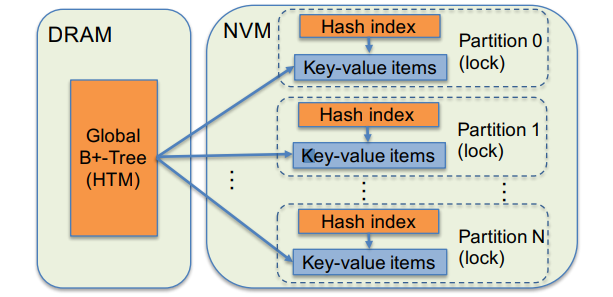 DRAM
Global
B+-Tree
(HTM)
NVM
Hash index
Key-value items
Partition 0
(lock)
Hash index
Key-value items
Partition 1
(lock)
Hash index
Key-value items
Partition N
(lock)